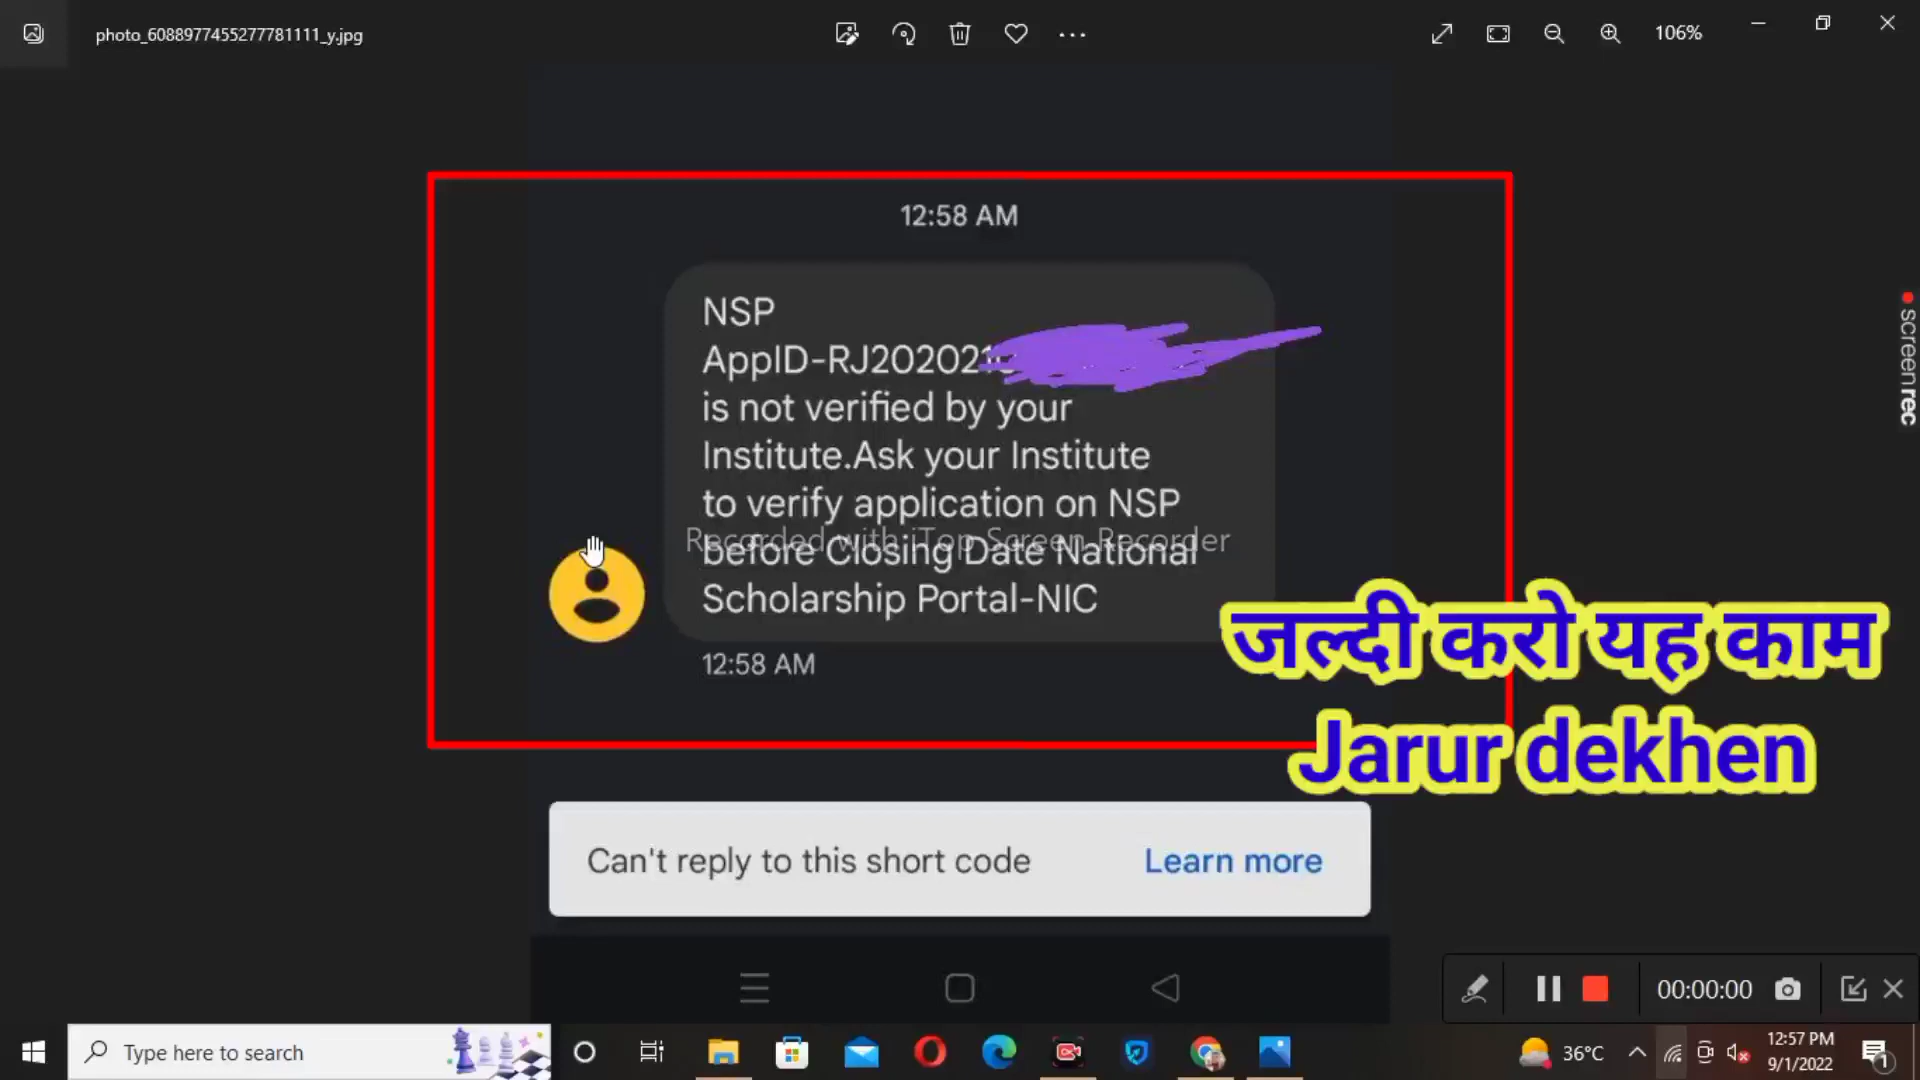 photo_6088977455277781111_y.jpg
106%
12:58 AM
NSP
AppID-RJ202021
is not verified by your
Institute.Ask your Institute
to verify application on NSP
Recorded with iTop Screen Recorder
before Closing Date National
Scholarship Portal-NIC
12:58 AM
जल्दी करो यह काम
Jarur dekhen
Can't reply to this short code Learn more
screenrec
00:00:00
Type here to search
36°C
12:57 PM
9/1/2022
1